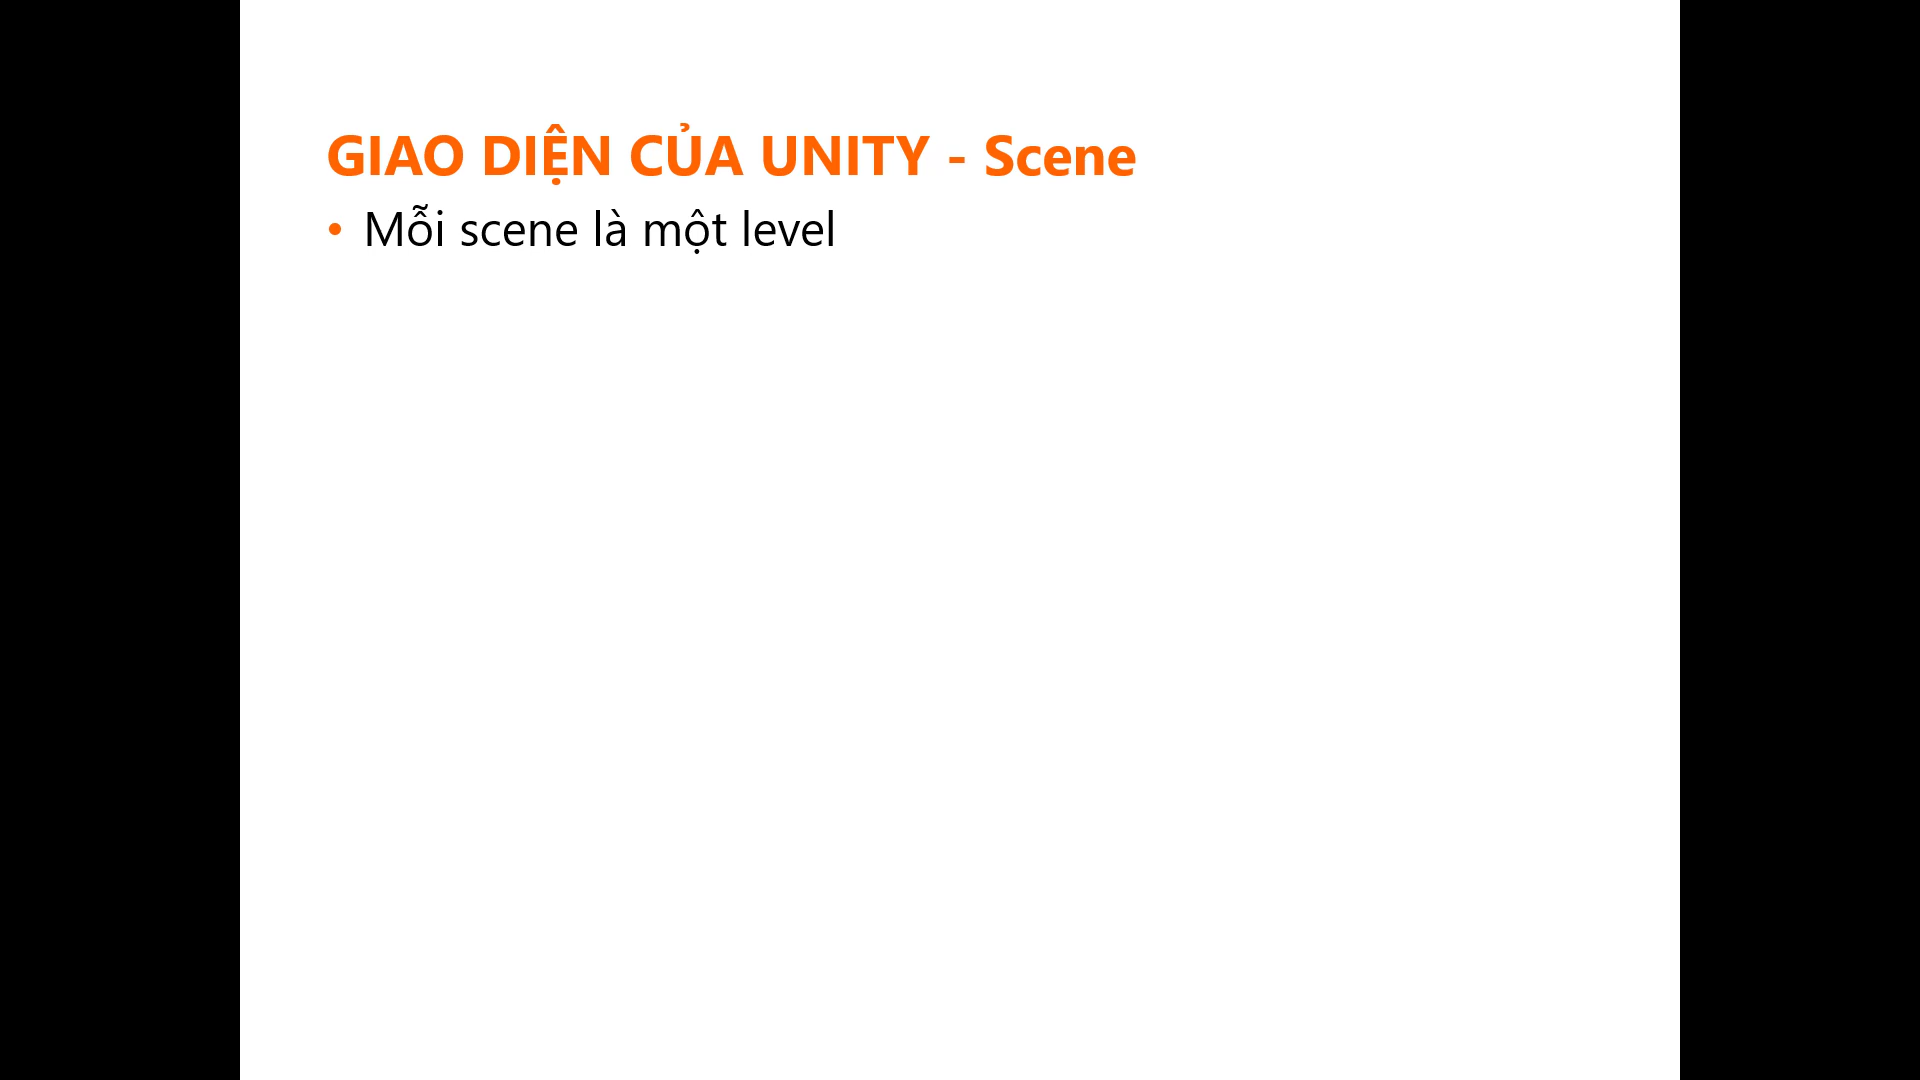 GIAO DIỆN CỦA UNITY - Scene
• Mỗi scene là một level